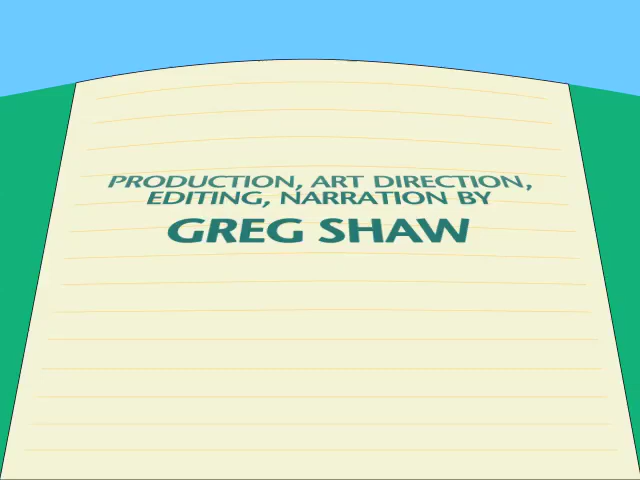 PRODUCTION, ART DIRECTION,
EDITING, NARRATION BY
GREG SHAW